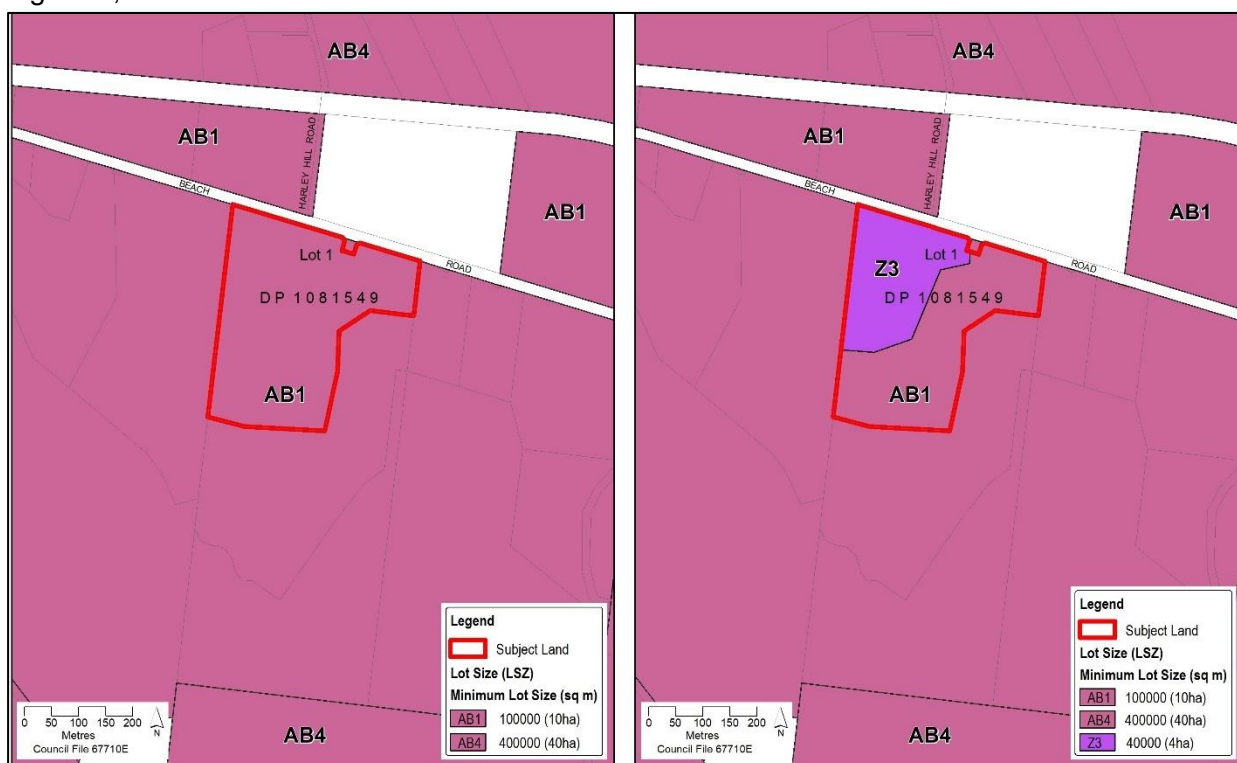 AB4
AB1
HARLEY HILL ROAD
BEACH
AB1
Lot 1
ROAD
DP 1081549
AB1
Legend
Subject Land
Lot Size (LSZ)
Minimum Lot Size (sq m)
AB1 100000 (10ha)
AB4 400000 (40ha)
0 50 100 150 200
Metres
N
Council File 67710E
AB4
AB4
AB1
HARLEY HILL ROAD
BEACH
AB1
Lot 1
Z3
ROAD
DP 1081549
AB1
Legend
Subject Land
Lot Size (LSZ)
Minimum Lot Size (sq m)
AB1 100000 (10ha)
AB4 400000 (40ha)
Z3 40000 (4ha)
0 50 100 150 200
Metres
N
Council File 67710E
AB4